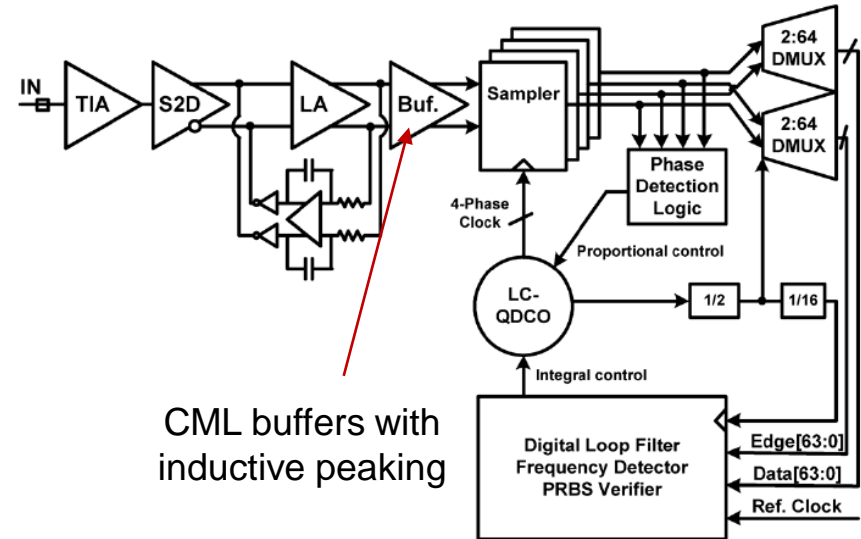 IN
TIA
S2D
LA
Buf.
Sampler
2:64
DMUX
2:64
DMUX
Phase
Detection
Logic
4-Phase
Clock
Proportional control
LC-
QDCO
1/2
1/16
Integral control
CML buffers with
inductive peaking
Digital Loop Filter
Frequency Detector
PRBS Verifier
Edge[63:0]
Data[63:0]
Ref. Clock